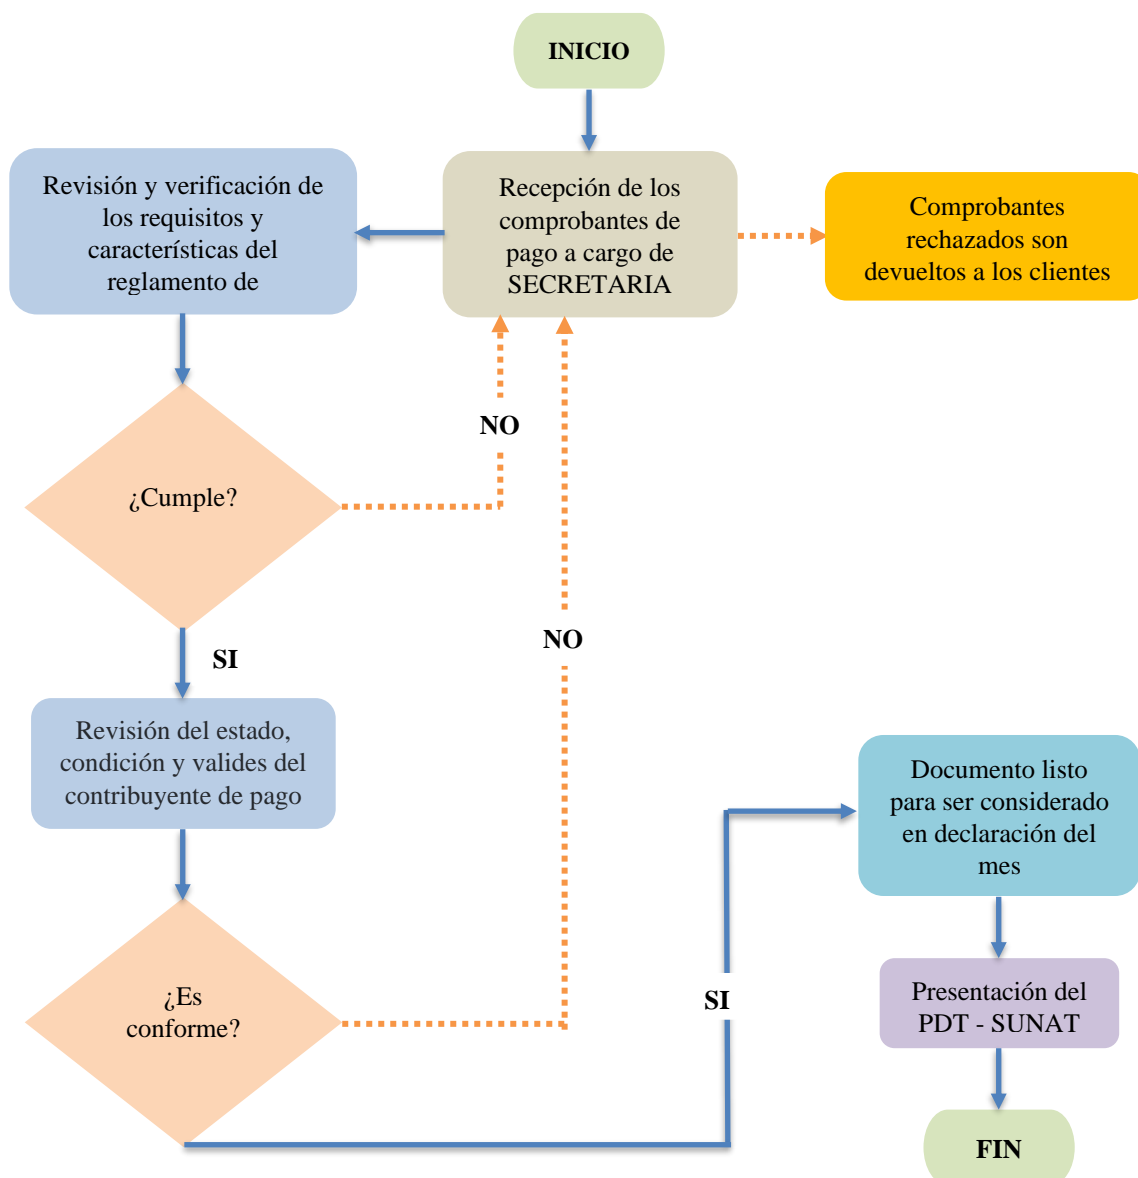 INICIO
Revisión y verificación de
los requisitos y
características del
reglamento de
Recepción de los
comprobantes de
pago a cargo de
SECRETARIA
Comprobantes
rechazados son
devueltos a los clientes
NO
¿Cumple?
NO
SI
Revisión del estado,
condición y valides del
contribuyente de pago
Documento listo
para ser considerado
en declaración del
mes
¿Es
conforme?
SI
Presentación del
PDT - SUNAT
FIN